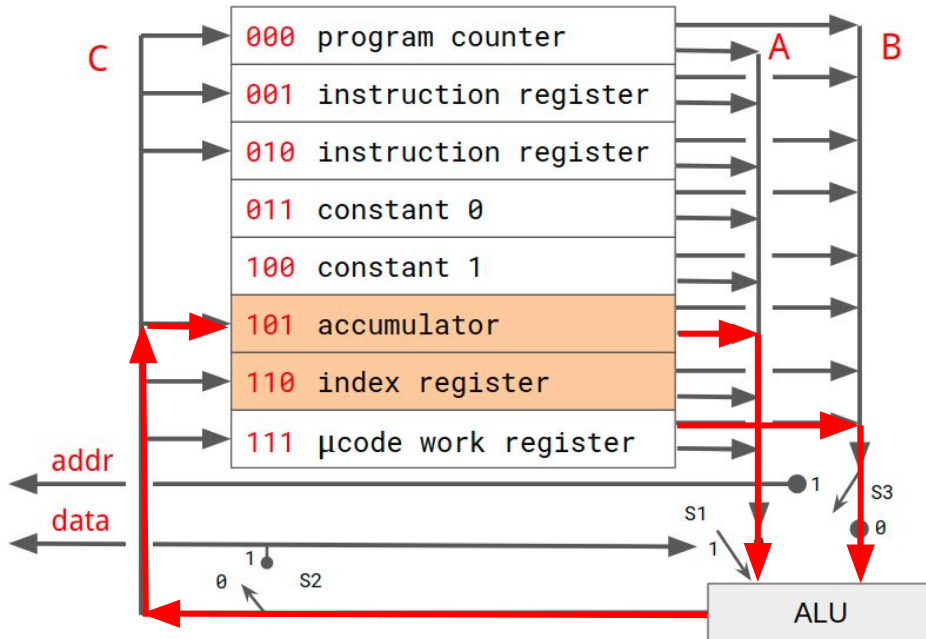 C
000 program counter
A
B
001 instruction register
010 instruction register
011 constant 0
100 constant 1
101 accumulator
110 index register
111 μcode work register
addr
1
S3
data
S1
0
1
1
0
S2
ALU